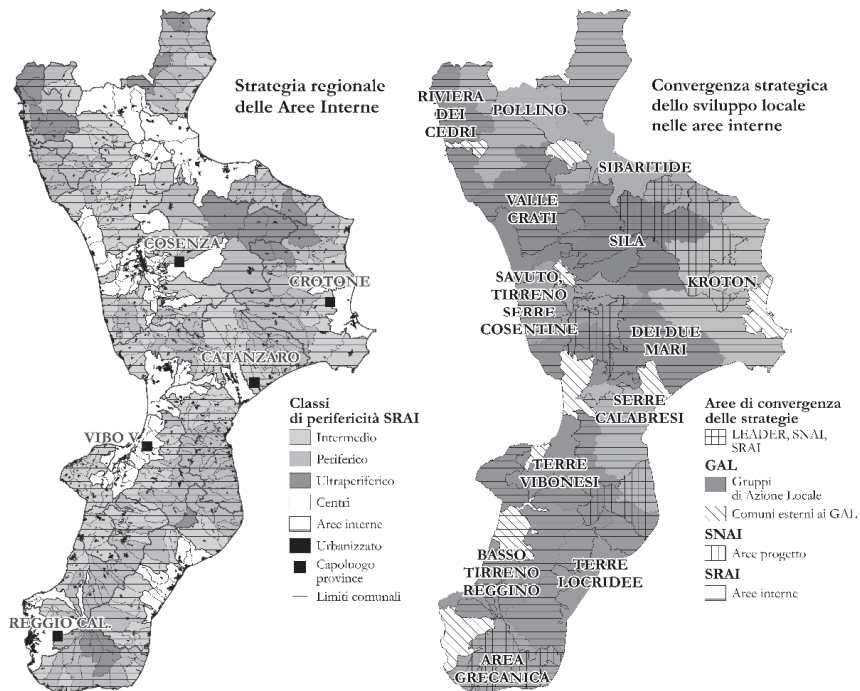 Strategia regionale
delle Aree Interne
COSENZA
CROTONE
CATANZARO
VIBO V.
REGGIO CAL.
Classi
di perifericità SRAI
Intermedio
Periferico
Ultraperiferico
Centri
Aree interne
Urbanizzato
Capoluogo
province
Limiti comunali
Convergenza strategica
dello sviluppo locale
nelle aree interne
RIVIERA
DEI
CEDRI
POLLINO
SIBARITIDE
VALLE
CRATI
SILA
SAVUTO,
TIRRENO
SERRE
COSENTINE
KROTON
DEI DUE
MARI
SERRE
CALABRESI
TERRE
VIBONESI
BASSO
TIRRENO
REGGINO
TERRE
LOCRIDEE
AREA
GRECANICA
Aree di convergenza
delle strategie
LEADER, SNAI,
SRAI
GAL
Gruppi
di Azione Locale
Comuni esterni ai GAL
SNAI
Aree progetto
SRAI
Aree interne